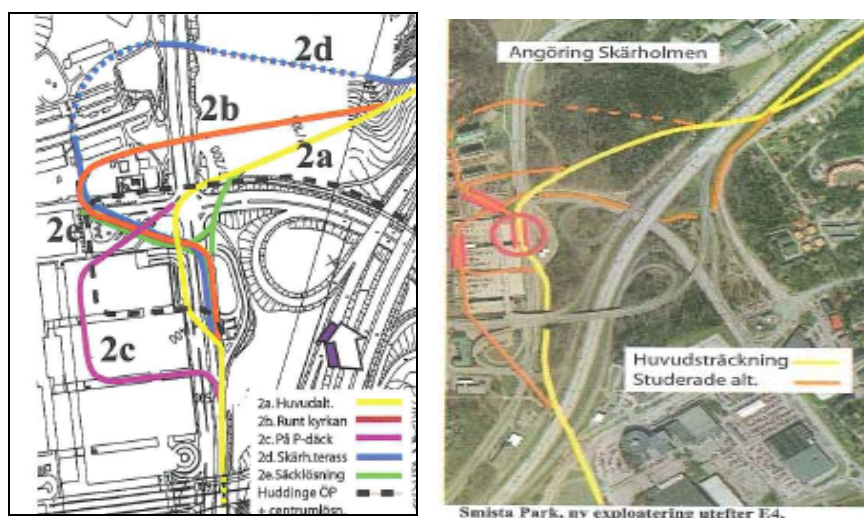 2d
2b
2a
2e
2c
2a. Huvudalt.
2b. Runt kyrkan
2c. På P-däck
2d. Skärh.terass
2e. Säcklösning
Huddinge ÖP
+ centrumlösn.
Angöring Skärholmen
Huvudsträckning
Studerade alt.
Smista Park, ny exploatering utefter E4.